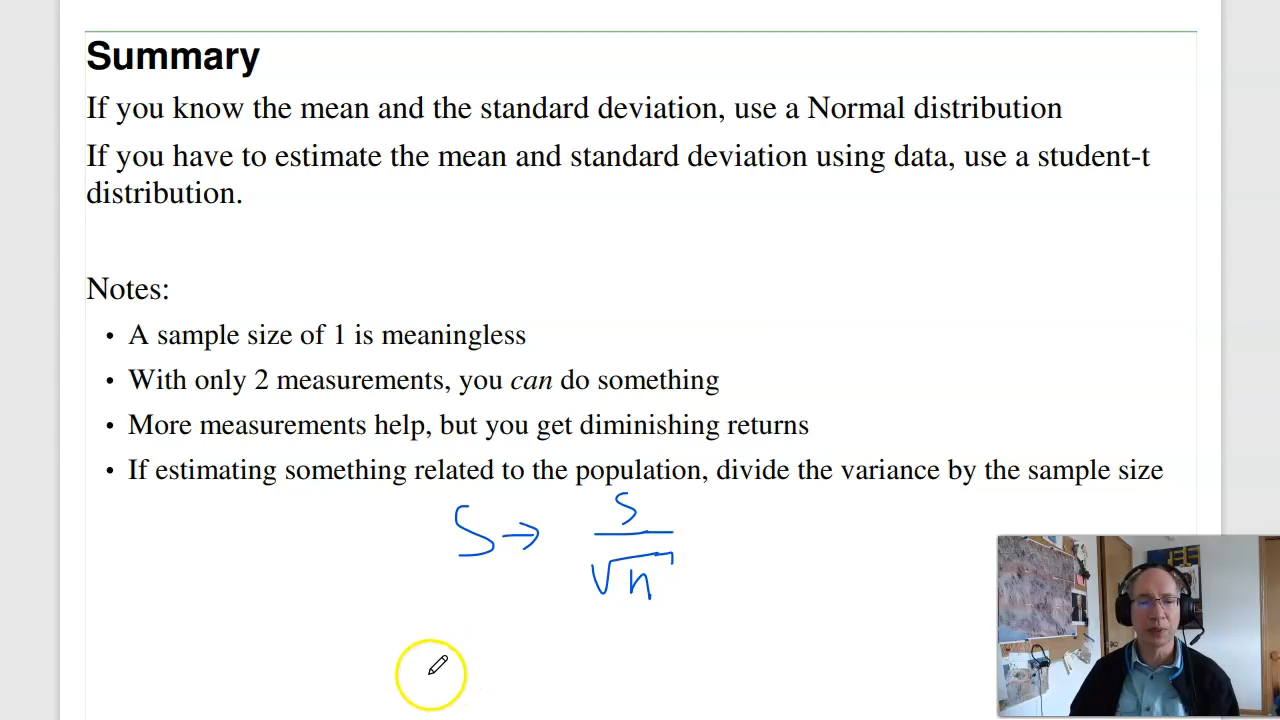 Summary
If you know the mean and the standard deviation, use a Normal distribution
If you have to estimate the mean and standard deviation using data, use a student-t
distribution.
Notes:
• A sample size of 1 is meaningless
• With only 2 measurements, you can do something
• More measurements help, but you get diminishing returns
• If estimating something related to the population, divide the variance by the sample size
S → s
√n